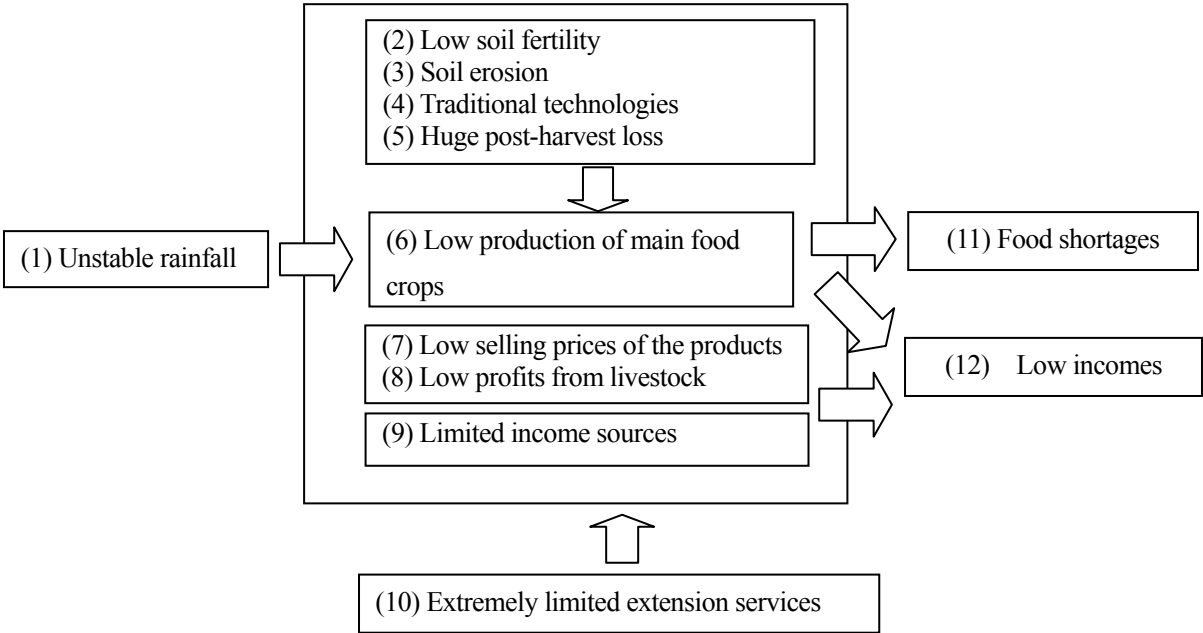 (2) Low soil fertility
(3) Soil erosion
(4) Traditional technologies
(5) Huge post-harvest loss
(1) Unstable rainfall
(6) Low production of main food
crops
(11) Food shortages
(7) Low selling prices of the products
(8) Low profits from livestock
(12) Low incomes
(9) Limited income sources
(10) Extremely limited extension services